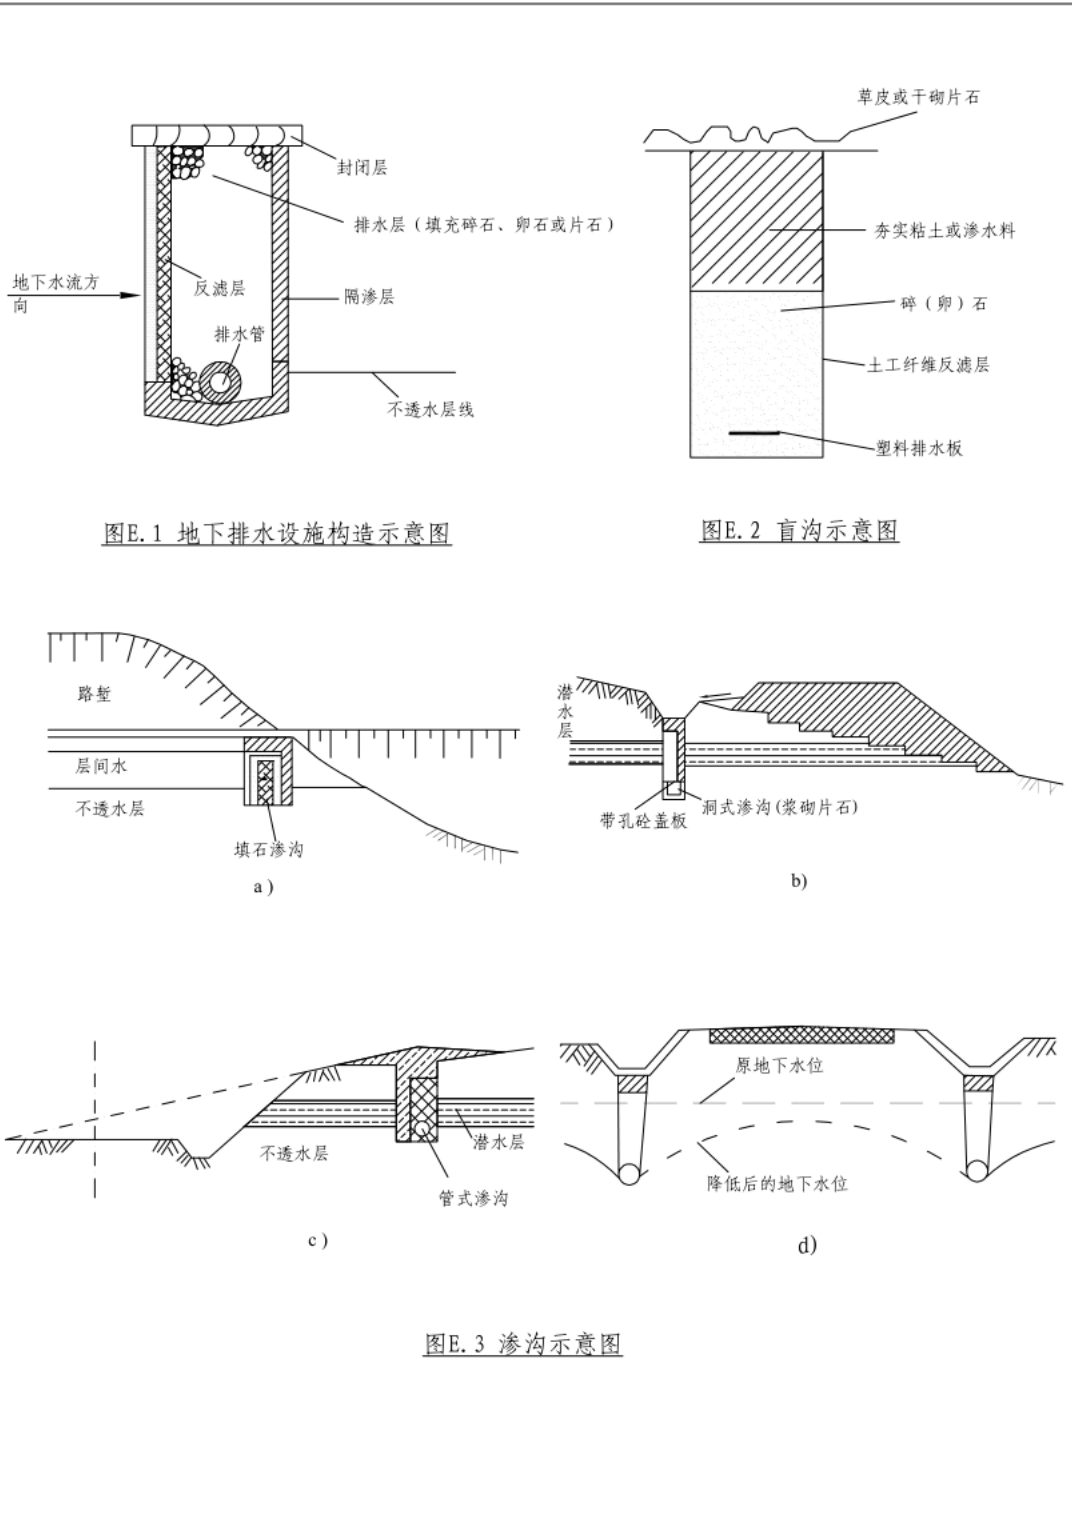 封闭层
排水层（填充碎石、卵石或片石）
地下水流方
向
反滤层
隔渗层
排水管
不透水层线
图E.1 地下排水设施构造示意图
草皮或干砌片石
夯实粘土或渗水料
碎（卵）石
土工纤维反滤层
塑料排水板
图E.2 盲沟示意图
路堑
层间水
不透水层
填石渗沟
a)
潜
水
层
洞式渗沟(浆砌片石)
带孔砼盖板
b)
不透水层
潜水层
管式渗沟
c)
原地下水位
降低后的地下水位
d)
图E.3 渗沟示意图